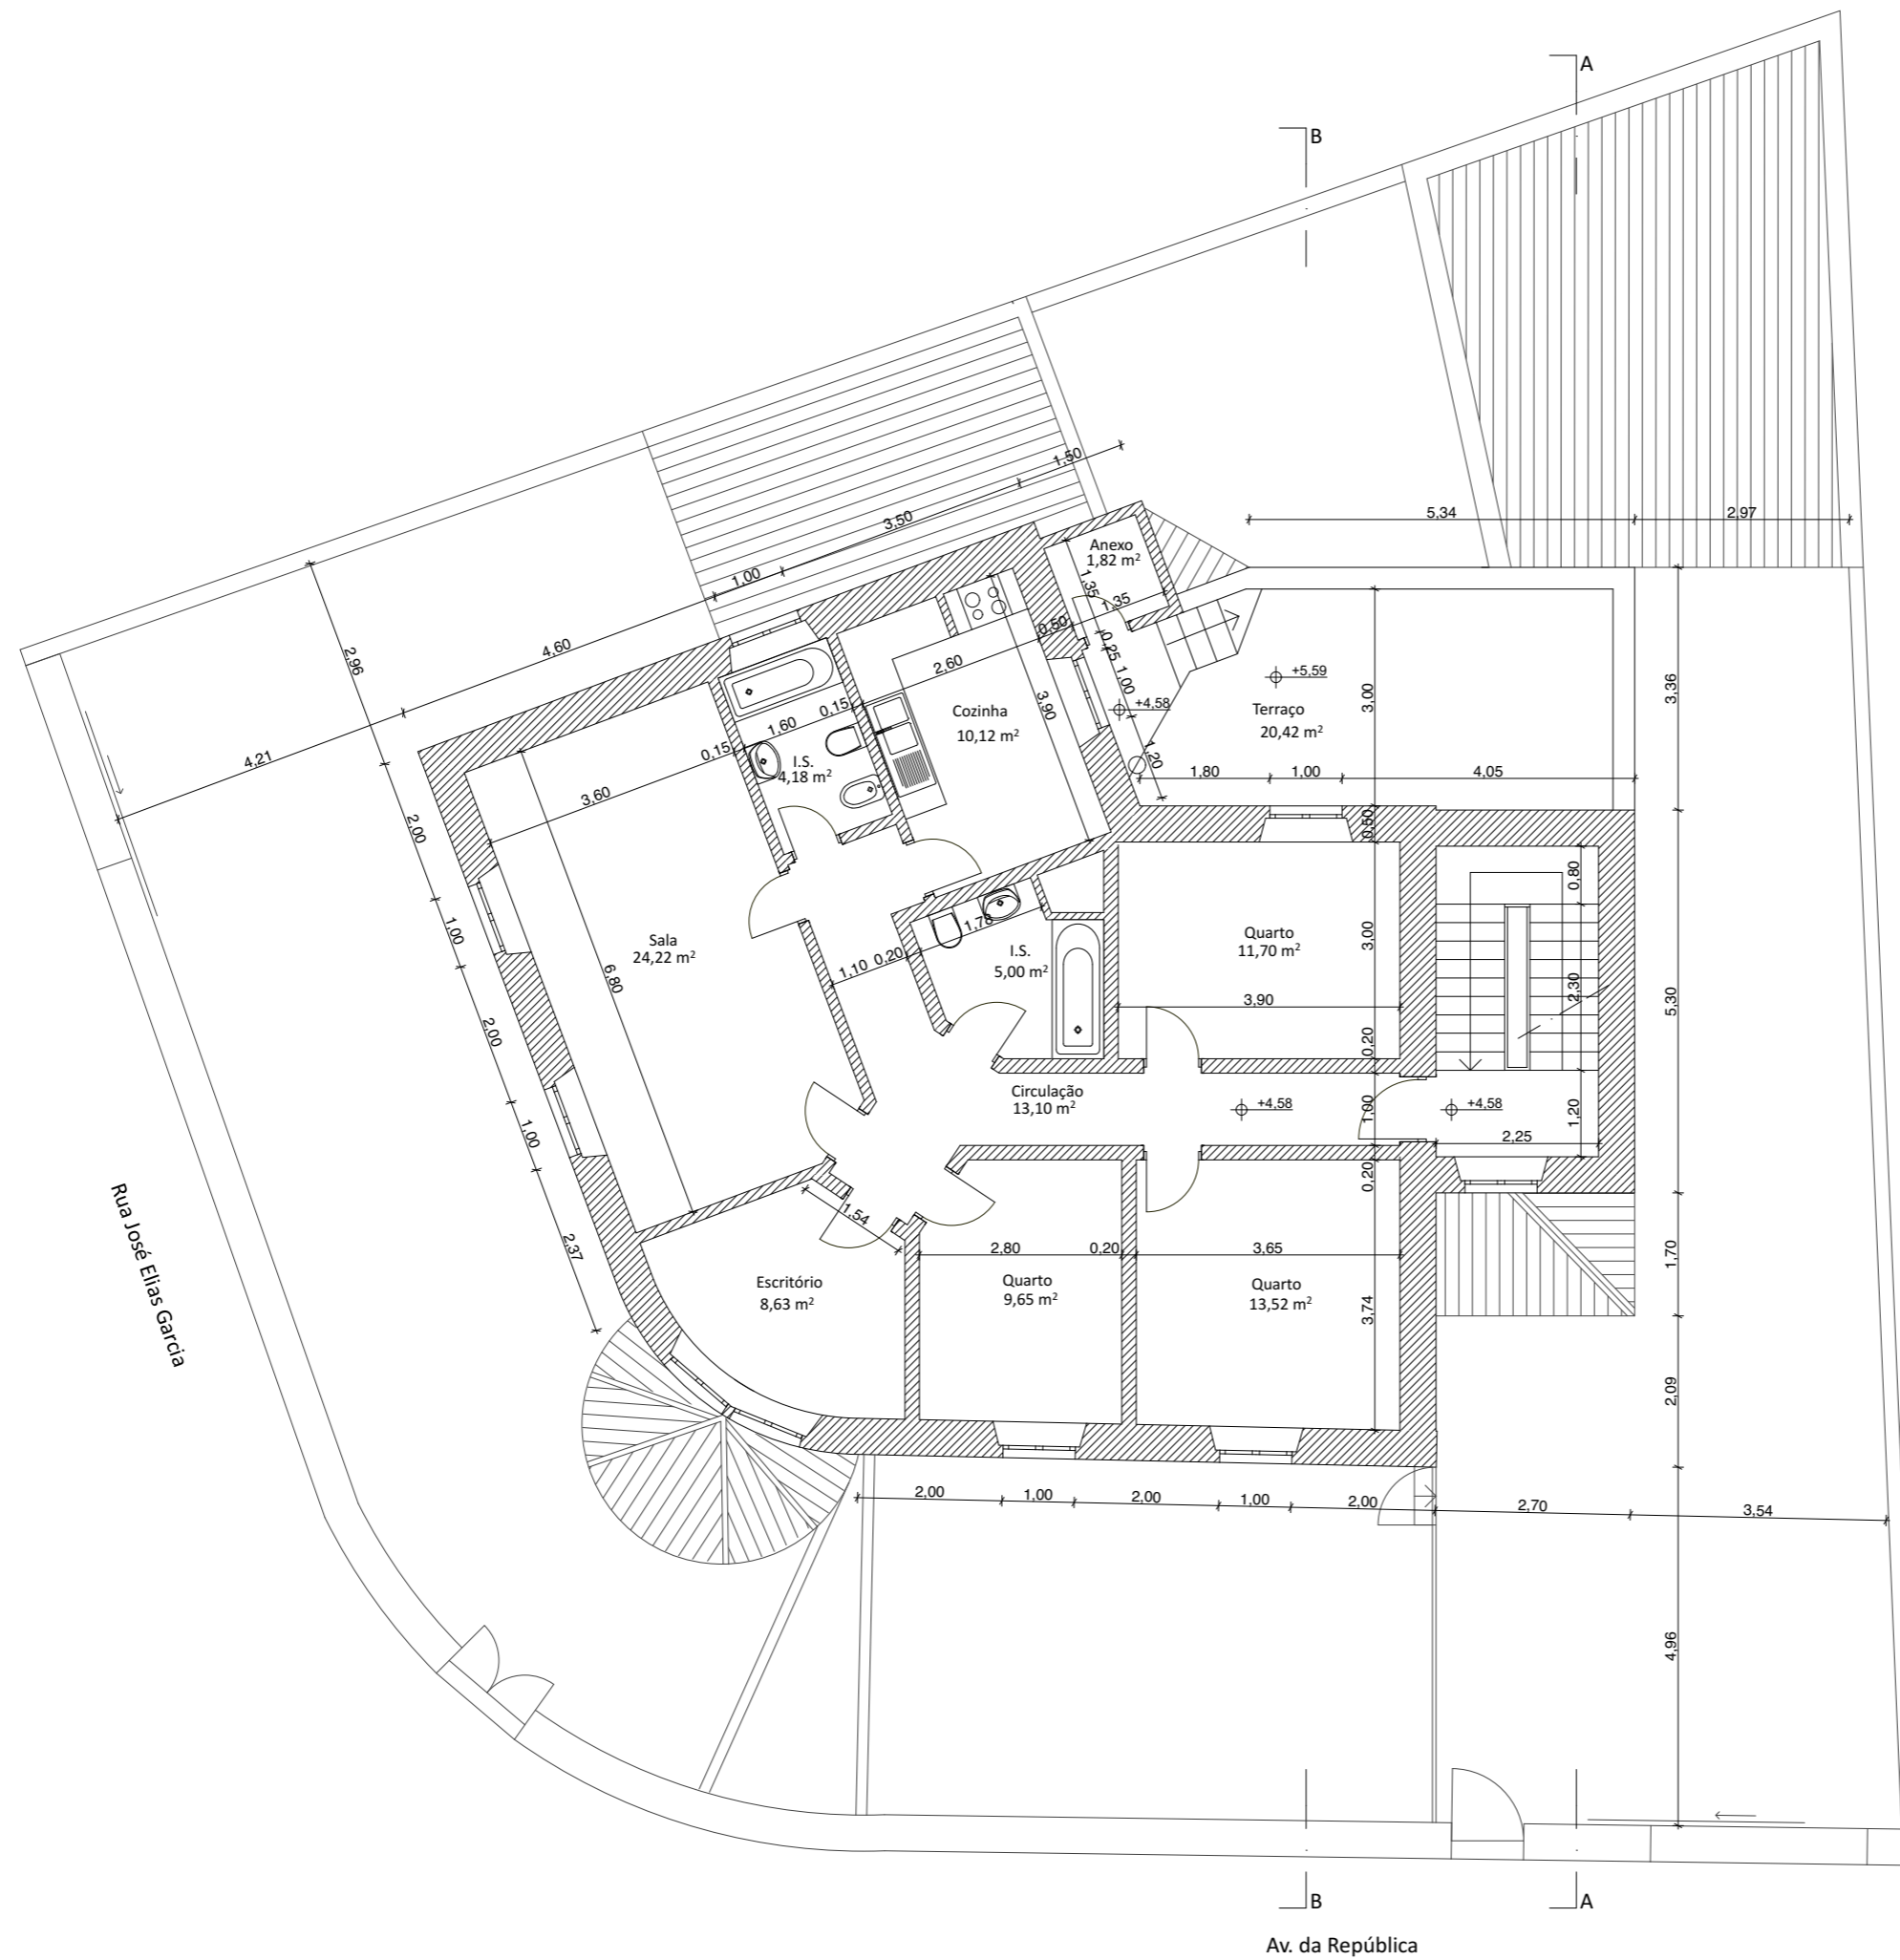 A
B
5,34
2,97
1,50
3,50
1,00
4,60
2,96
4,21
Anexo
1,82 m²
1,35
1,35
0,50
0,25
1,00
1,20
2,60
3,90
0,15
1,60
0,15
3,60
Cozinha
10,12 m²
I.S.
4,18 m²
+4,58
+5,59
Terraço
20,42 m²
3,00
3,36
1,80
1,00
4,05
0,50
0,80
2,00
1,00
2,00
1,00
2,37
Sala
24,22 m²
6,80
1,10
0,20
1,78
I.S.
5,00 m²
Quarto
11,70 m²
3,00
3,90
0,20
2,30
5,30
Circulação
13,10 m²
+4,58
1,00
+4,58
1,20
2,25
0,20
Rua José Elias Garcia
1,54
2,80
0,20
3,65
Escritório
8,63 m²
Quarto
9,65 m²
Quarto
13,52 m²
3,74
1,70
2,09
2,00
1,00
2,00
1,00
2,00
2,70
3,54
4,96
B
A
Av. da República